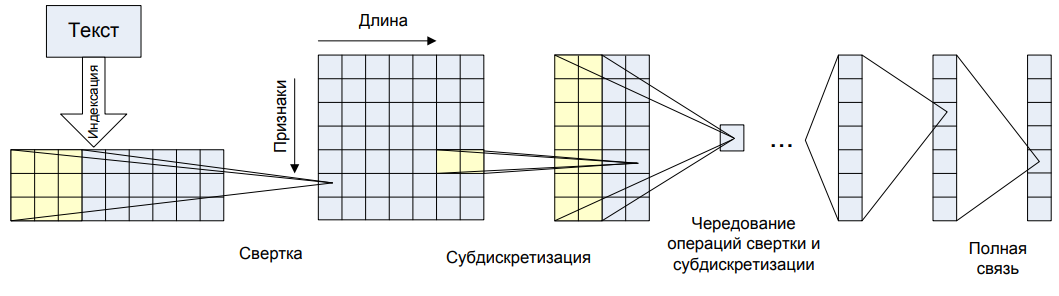 Текст
Индексация
Длина
Признаки
Свертка
Субдискретизация
...
Чередование
операций свертки и
субдискретизации
Полная
связь